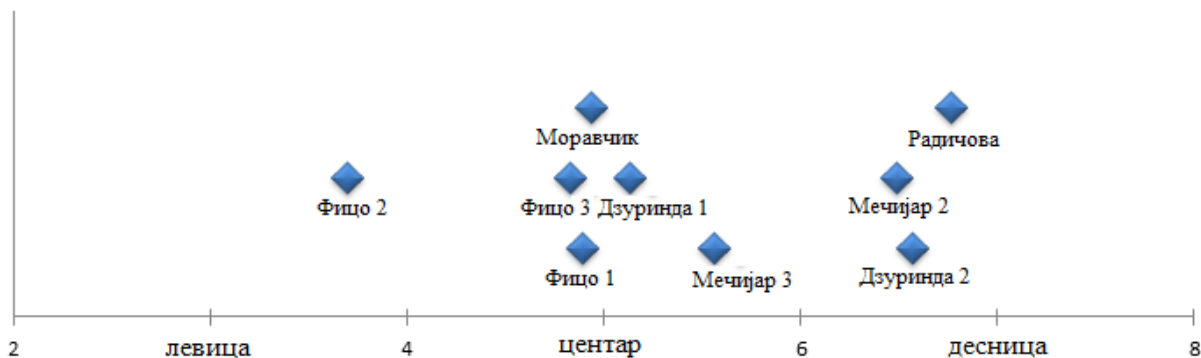 Моравчик
Радичова
Фицо 2
Фицо 3
Дзуринда 1
Мечијар 2
Фицо 1
Мечијар 3
Дзуринда 2
2 левица 4 центар 6 десница 8